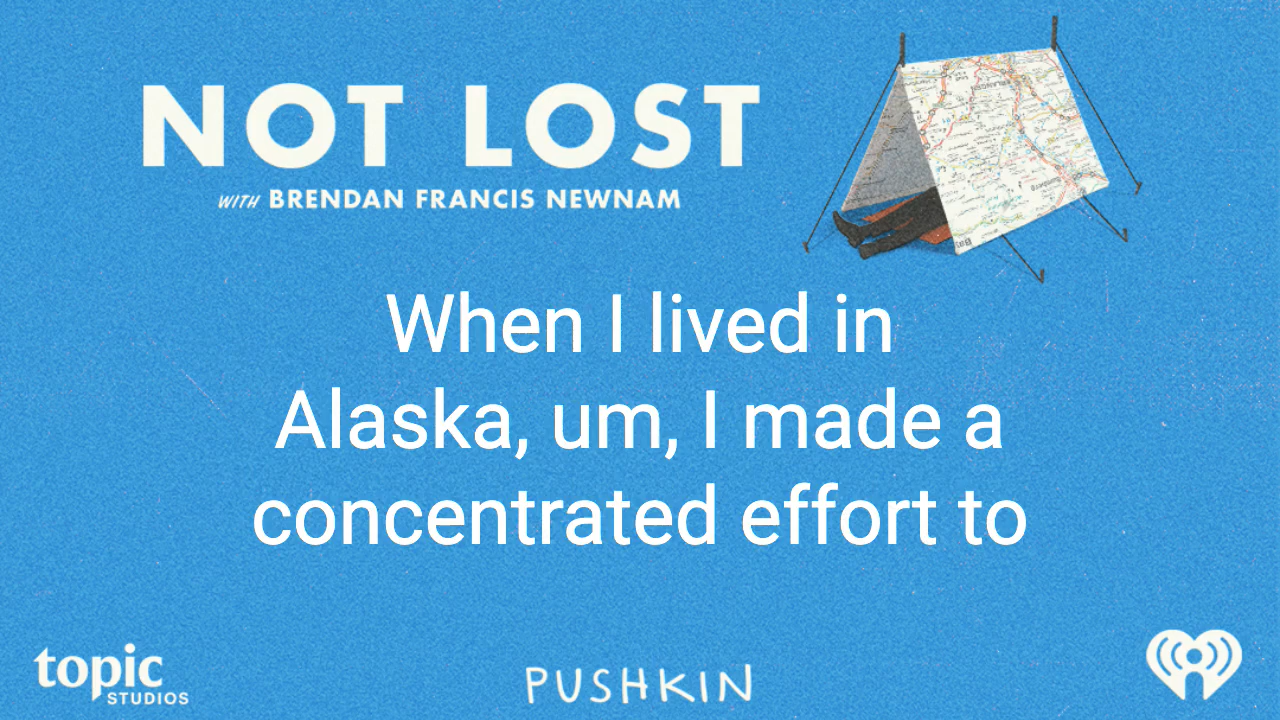 NOT LOST
WITH BRENDAN FRANCIS NEWNAM
When I lived in
Alaska, um, I made a
concentrated effort to
topic
STUDIOS
PUSHKIN